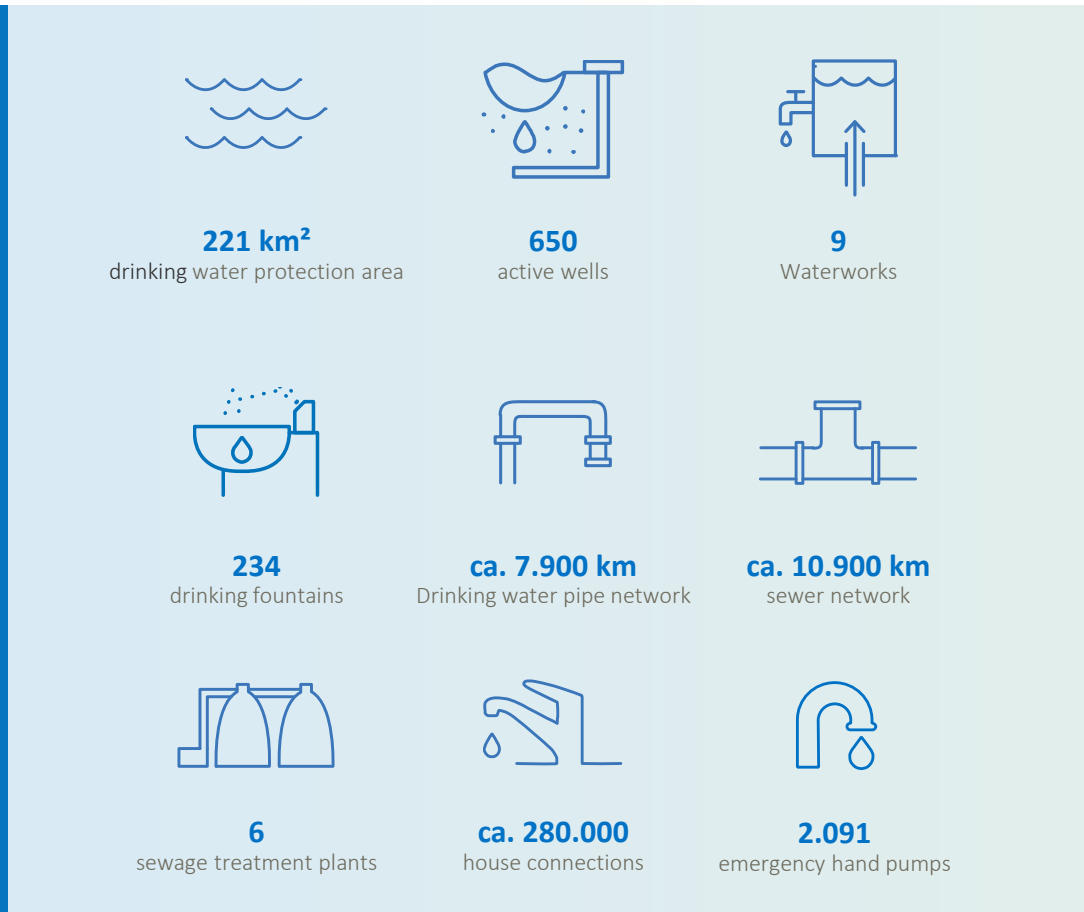 221 km²
drinking water protection area
650
active wells
9
Waterworks
234
drinking fountains
ca. 7.900 km
Drinking water pipe network
ca. 10.900 km
sewer network
6
sewage treatment plants
ca. 280.000
house connections
2.091
emergency hand pumps